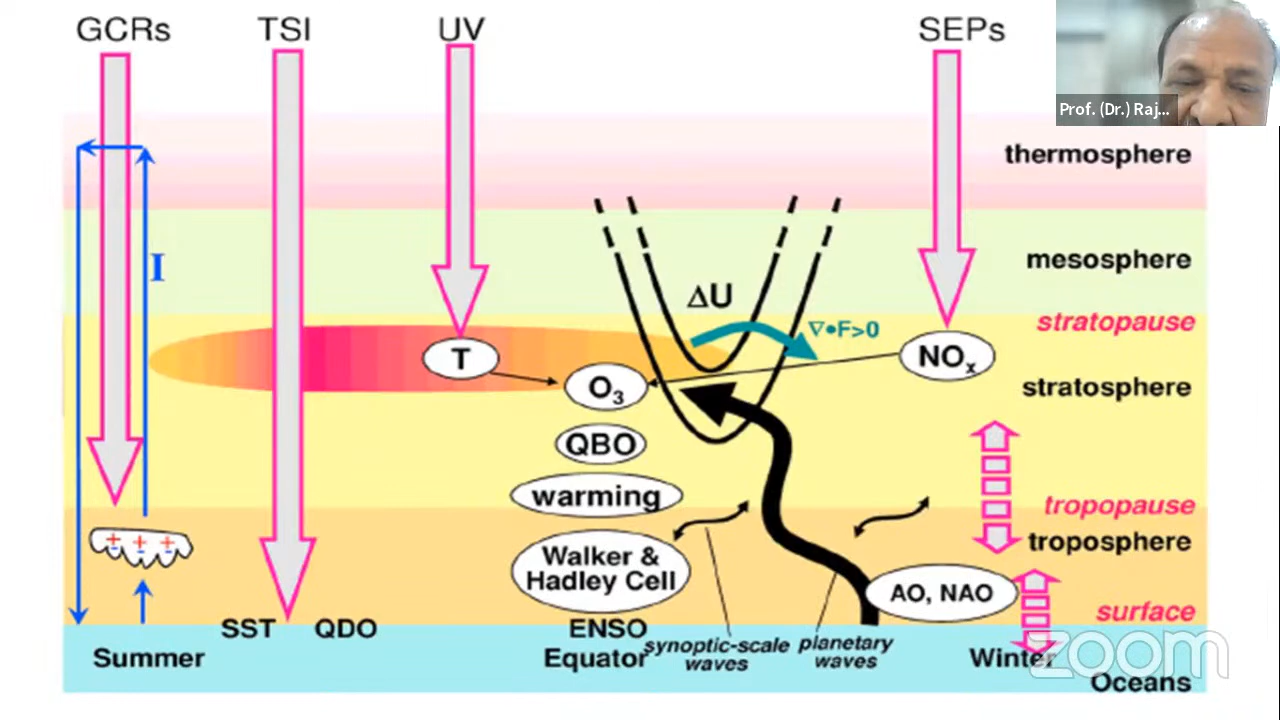 GCRs
TSI
UV
SEPs
Prof. (Dr.) Raj...
thermosphere
I
mesosphere
ΔU
∇•F>0
stratopause
T
NOx
O3
stratosphere
QBO
warming
tropopause
troposphere
Walker &
Hadley Cell
AO, NAO
surface
SST
QDO
ENSO
synoptic-scale
waves
planetary
waves
Summer
Equator
Winter
zoom
Oceans
+ + +
- - -